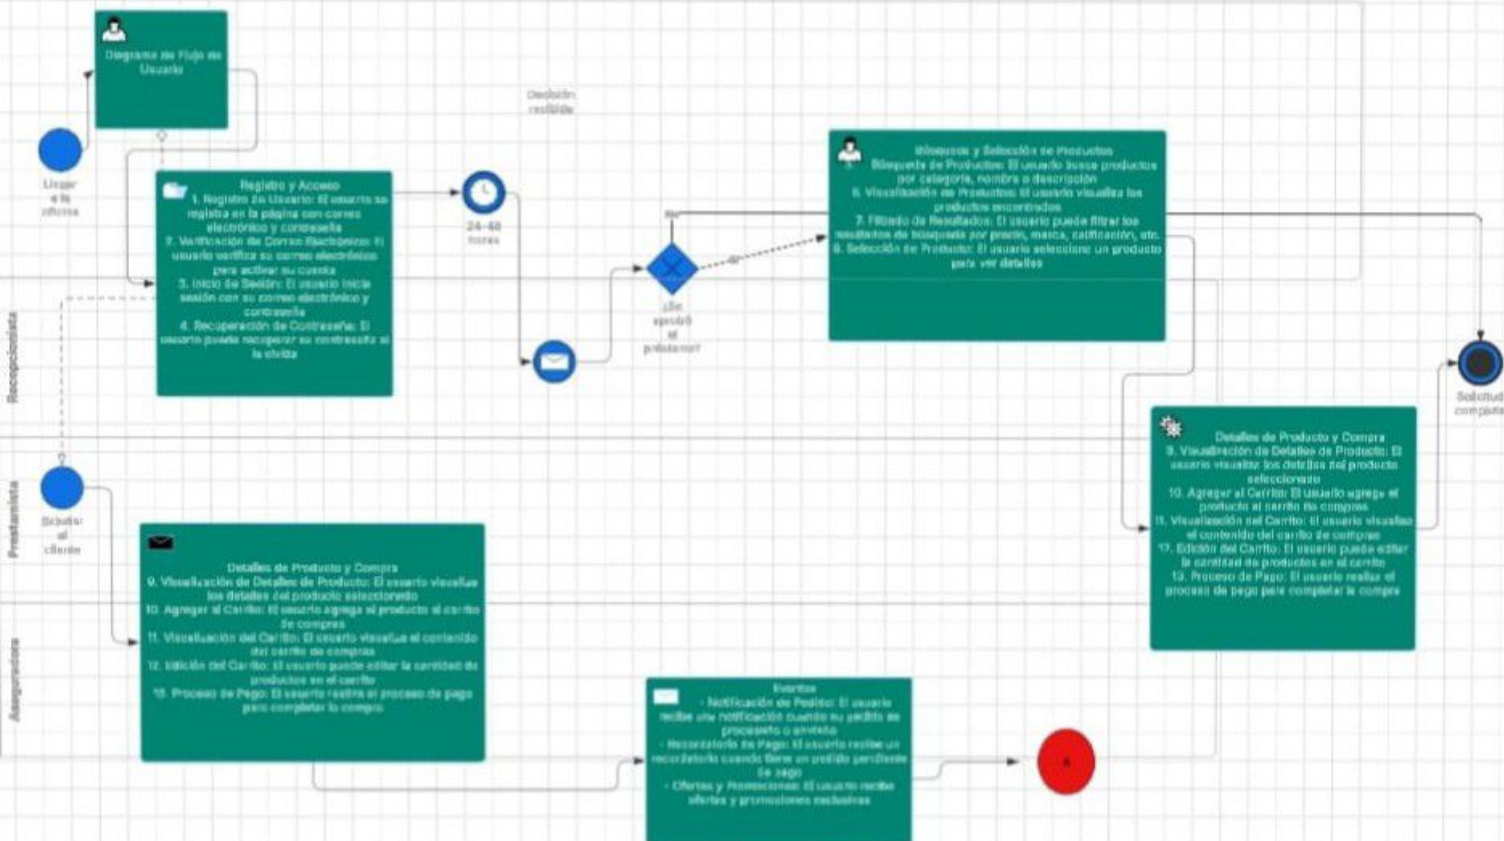 Diagrama de Flujo de
Usuario
Llegar
a la
oficina
Decisión
recibida
Registro y Acceso
1. Registro de Usuario: El usuario se
registra en la página con correo
electrónico y contraseña
2. Verificación de Correo Electrónico: El
usuario verifica su correo electrónico
para activar su cuenta
3. Inicio de Sesión: El usuario inicia
sesión con su correo electrónico y
contraseña
4. Recuperación de Contraseña: El
usuario puede recuperar su contraseña si
la olvida
24-48
horas
¿Se
aprobó
el
préstamo?
Búsqueda y Selección de Productos
Búsqueda de Productos: El usuario busca productos
por categoría, nombre o descripción
6. Visualización de Productos: El usuario visualiza los
productos encontrados
7. Filtrado de Resultados: El usuario puede filtrar los
resultados de búsqueda por precio, marca, calificación, etc.
8. Selección de Producto: El usuario selecciona un producto
para ver detalles
Solicitud
Recepcionista
Prestamista
Aseguradora
al
cliente
Detalles de Producto y Compra
9. Visualización de Detalles de Producto: El
usuario visualiza los detalles del producto
seleccionado
10. Agregar al Carrito: El usuario agrega el
producto al carrito de compras
11. Visualización del Carrito: El usuario visualiza
el contenido del carrito de compras
12. Edición del Carrito: El usuario puede editar
la cantidad de productos en el carrito
13. Proceso de Pago: El usuario realiza el
proceso de pago para completar la compra
Detalles de Producto y Compra
9. Visualización de Detalles de Producto: El usuario visualiza
los detalles del producto seleccionado
10. Agregar al Carrito: El usuario agrega el producto al carrito
de compras
11. Visualización del Carrito: El usuario visualiza el contenido
del carrito de compras
12. Edición del Carrito: El usuario puede editar la cantidad de
productos en el carrito
13. Proceso de Pago: El usuario realiza el proceso de pago
para completar la compra
Eventos
- Notificación de Pedido: El usuario
recibe una notificación cuando su pedido es
procesado o enviado
- Recordatorio de Pago: El usuario recibe un
recordatorio cuando tiene un pedido pendiente
de pago
- Ofertas y Promociones: El usuario recibe
ofertas y promociones exclusivas